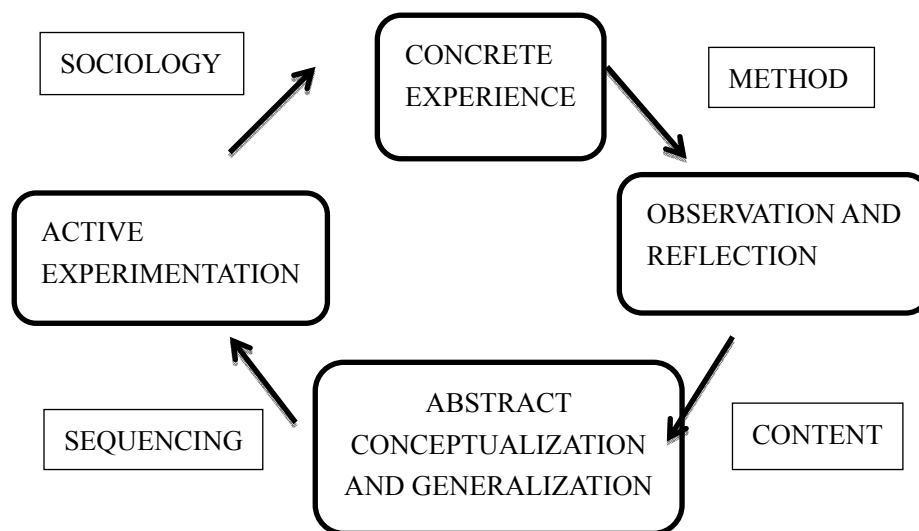 SOCIOLOGY
CONCRETE
EXPERIENCE
METHOD
ACTIVE
EXPERIMENTATION
OBSERVATION AND
REFLECTION
SEQUENCING
ABSTRACT
CONCEPTUALIZATION
AND GENERALIZATION
CONTENT